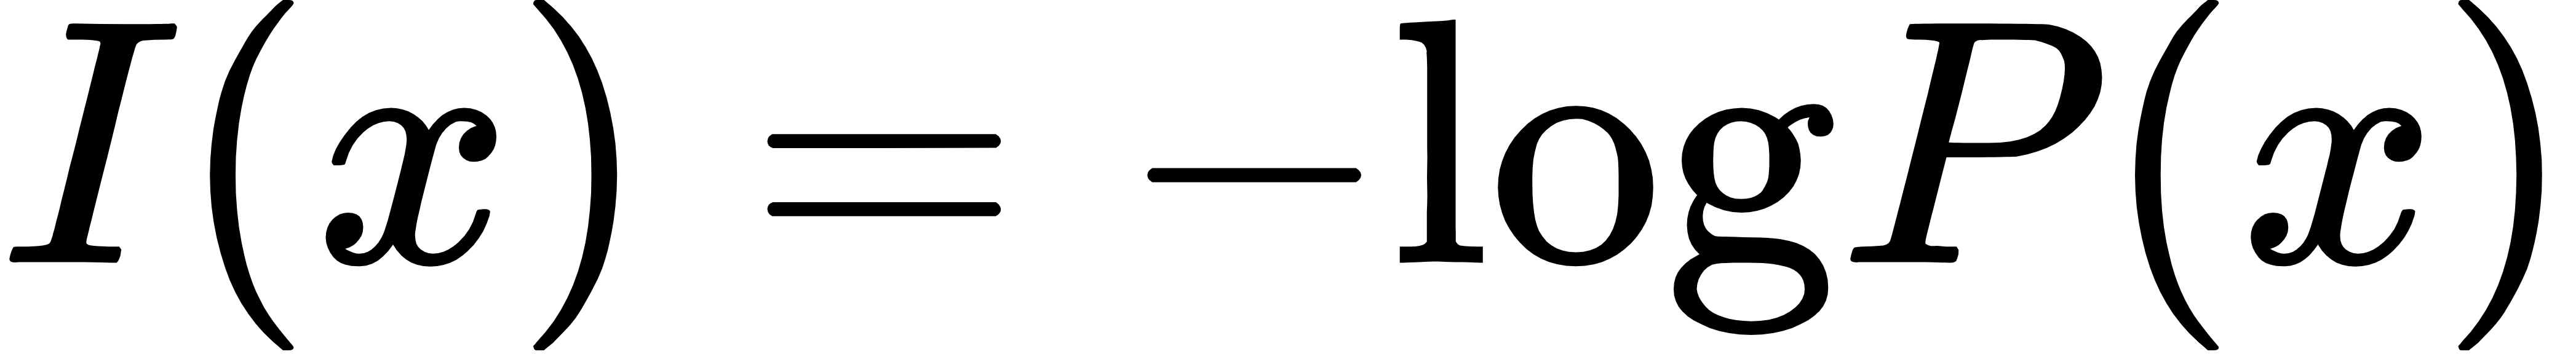 I(x) = −log P(x)